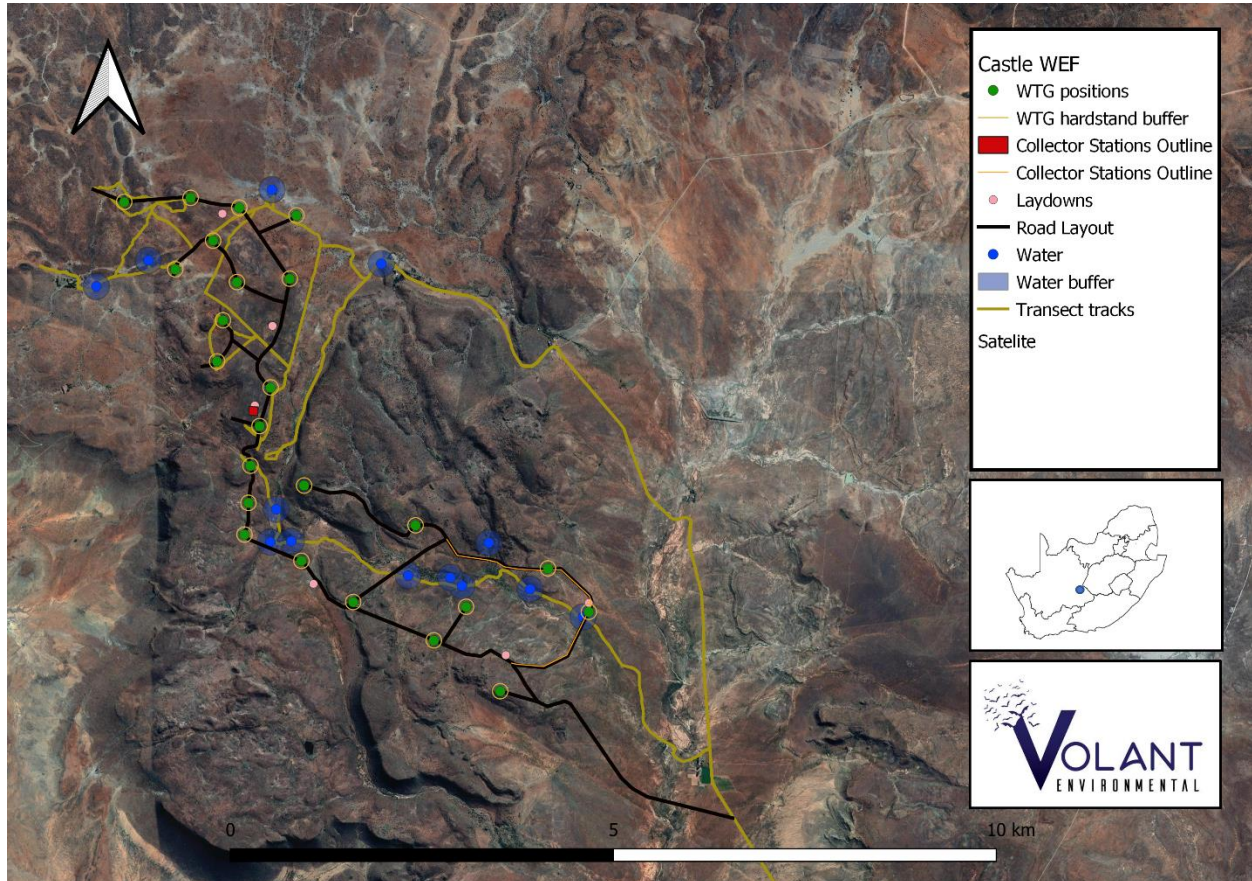 Castle WEF
WTG positions
WTG hardstand buffer
Collector Stations Outline
Collector Stations Outline
Laydowns
Road Layout
Water
Water buffer
Transect tracks
Satelite
VOLANT
ENVIRONMENTAL
0 5 10 km